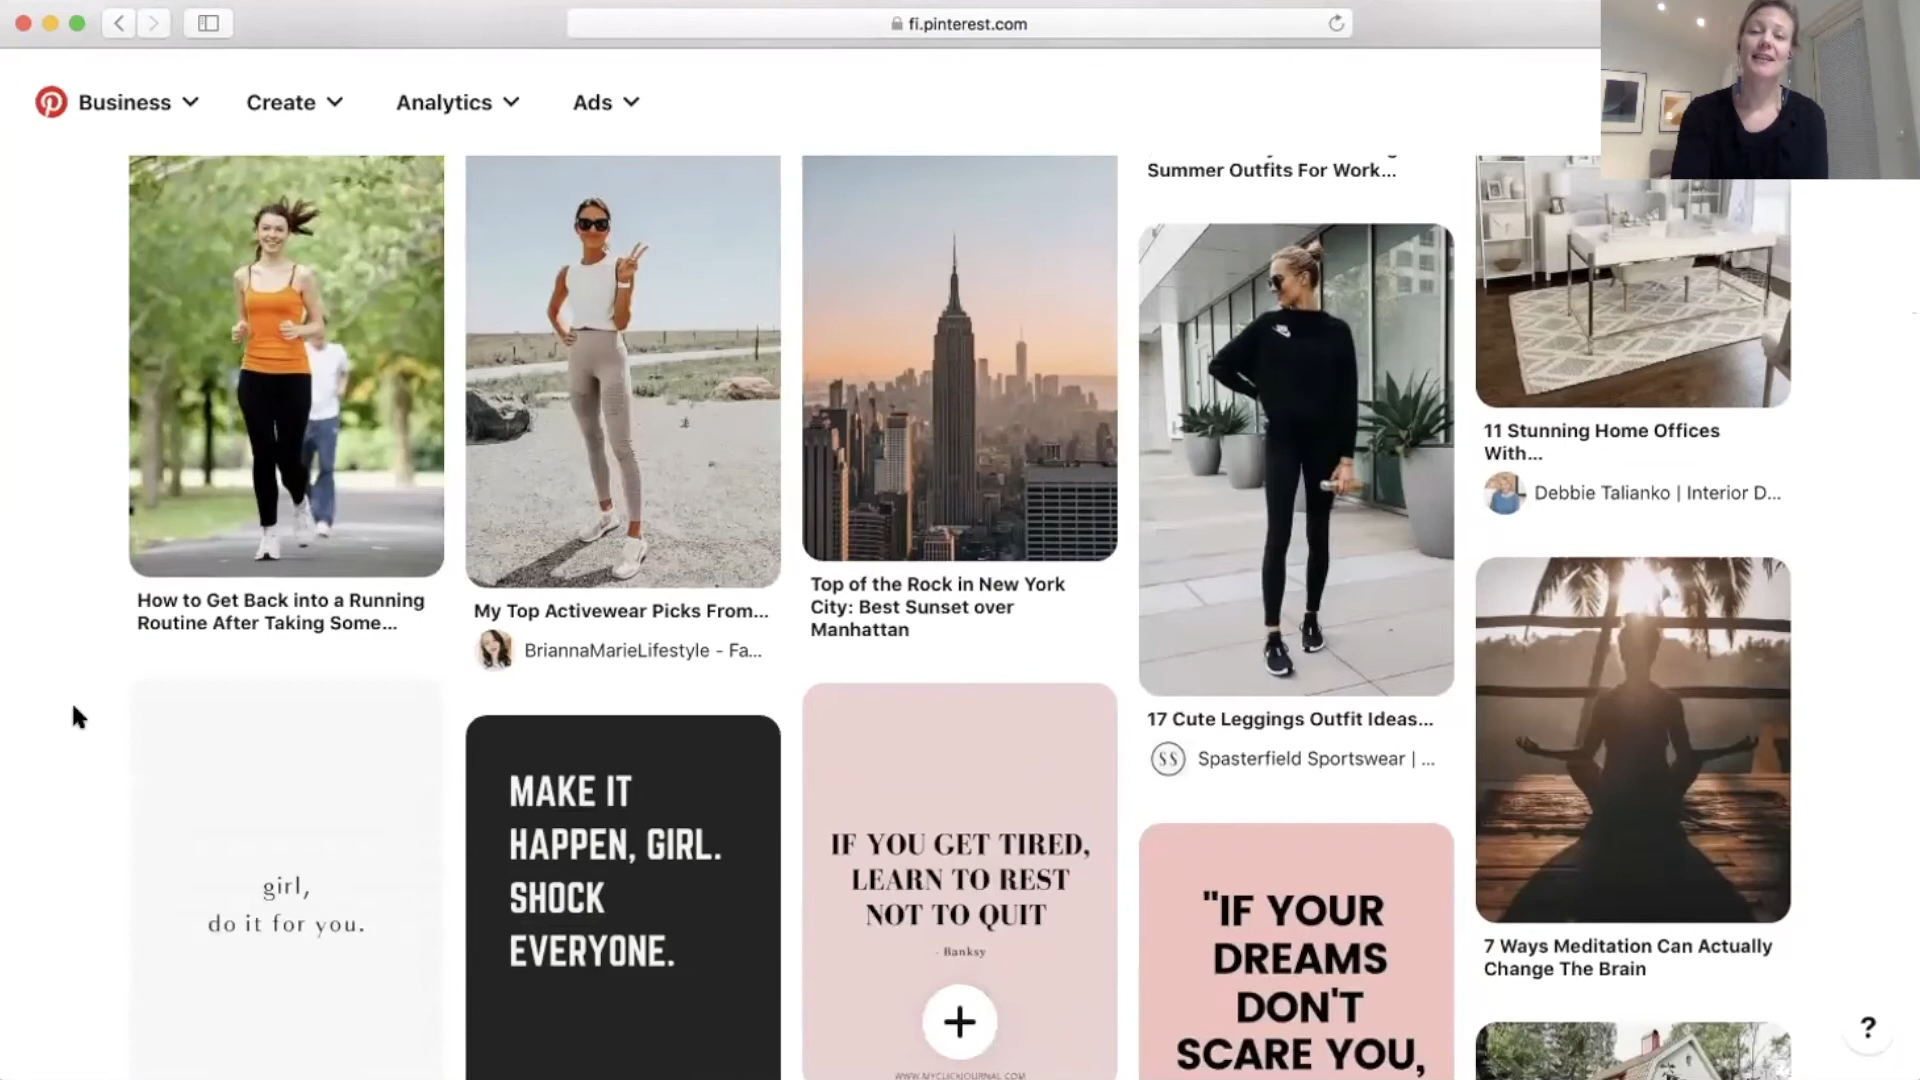 fi.pinterest.com
Business
Create
Analytics
Ads
How to Get Back into a Running
Routine After Taking Some...
My Top Activewear Picks From...
BriannaMarieLifestyle - Fa...
Top of the Rock in New York
City: Best Sunset over
Manhattan
Summer Outfits For Work...
17 Cute Leggings Outfit Ideas...
SS
Spasterfield Sportswear | ...
11 Stunning Home Offices
With...
Debbie Talianko | Interior D...
7 Ways Meditation Can Actually
Change The Brain
girl,
do it for you.
MAKE IT
HAPPEN, GIRL.
SHOCK
EVERYONE.
IF YOU GET TIRED,
LEARN TO REST
NOT TO QUIT
- Banksy
WWW.MYCLICKJOURNAL.COM
"IF YOUR
DREAMS
DON'T
SCARE YOU,
?